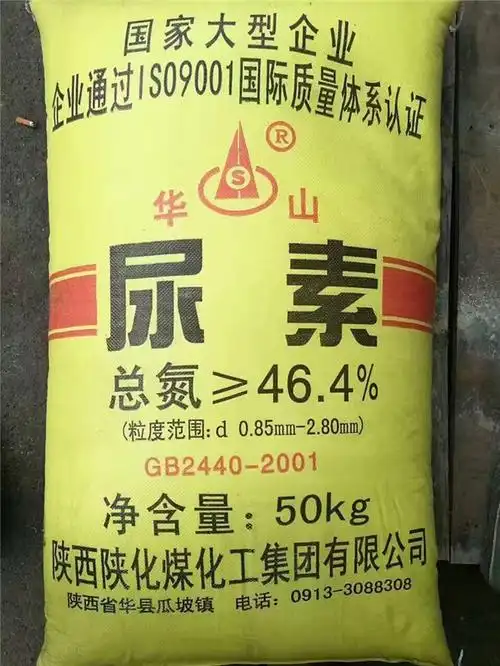 国家大型企业
企业通过ISO9001国际质量体系认证
®
S
华山
尿素
总氮≥46.4%
(粒度范围:d 0.85mm-2.80mm)
GB2440-2001
净含量:50kg
陕西陕化煤化工集团有限公司
陕西省华县瓜坡镇 电话:0913-3088308